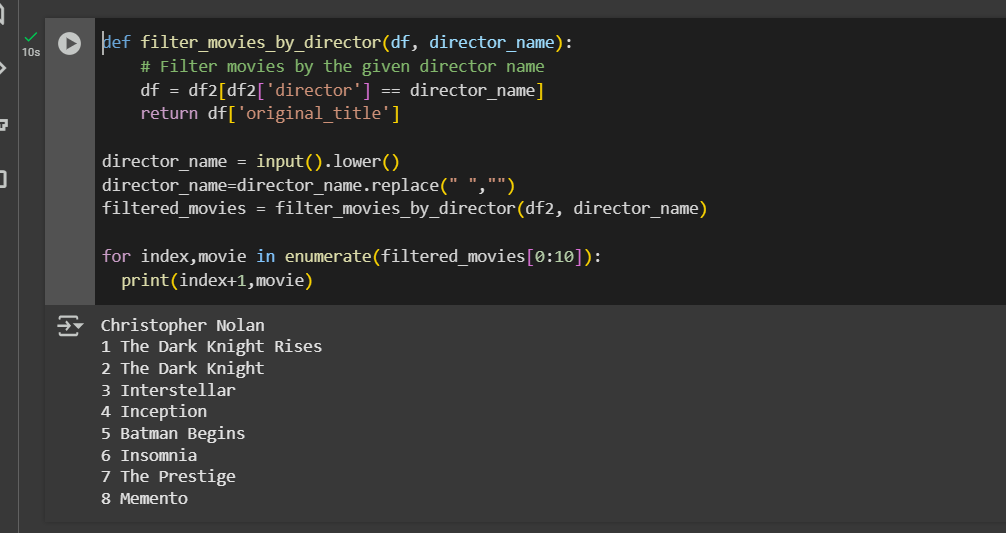 def filter_movies_by_director(df, director_name):
    # Filter movies by the given director name
    df = df2[df2['director'] == director_name]
    return df['original_title']

director_name = input().lower()
director_name=director_name.replace(" ","")
filtered_movies = filter_movies_by_director(df2, director_name)

for index,movie in enumerate(filtered_movies[0:10]):
  print(index+1,movie)
10s
Christopher Nolan
1 The Dark Knight Rises
2 The Dark Knight
3 Interstellar
4 Inception
5 Batman Begins
6 Insomnia
7 The Prestige
8 Memento